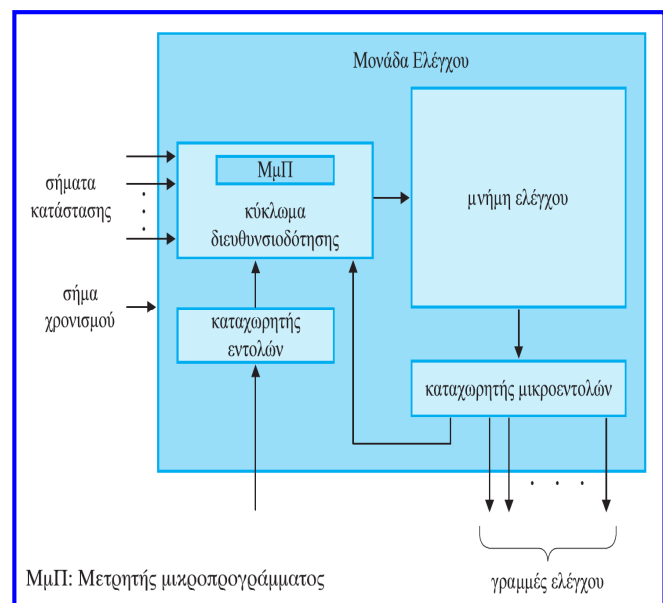 Μονάδα Ελέγχου
ΜμΠ
κύκλωμα
διευθυνσιοδότησης
μνήμη ελέγχου
σήματα
κατάστασης
σήμα
χρονισμού
καταχωρητής
εντολών
καταχωρητής μικροεντολών
ΜμΠ: Μετρητής μικροπρογράμματος
γραμμές ελέγχου